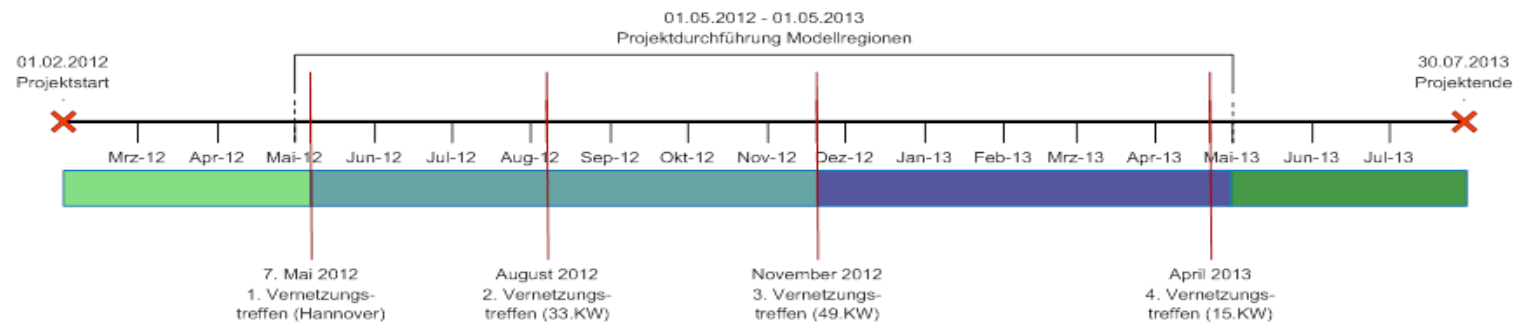 01.05.2012 - 01.05.2013
Projektdurchführung Modellregionen
01.02.2012
Projektstart
30.07.2013
Projektende
Mrz-12 Apr-12 Mai-12 Jun-12 Jul-12 Aug-12 Sep-12 Okt-12 Nov-12 Dez-12 Jan-13 Feb-13 Mrz-13 Apr-13 Mai-13 Jun-13 Jul-13
7. Mai 2012
1. Vernetzungs-
treffen (Hannover)
August 2012
2. Vernetzungs-
treffen (33.KW)
November 2012
3. Vernetzungs-
treffen (49.KW)
April 2013
4. Vernetzungs-
treffen (15.KW)